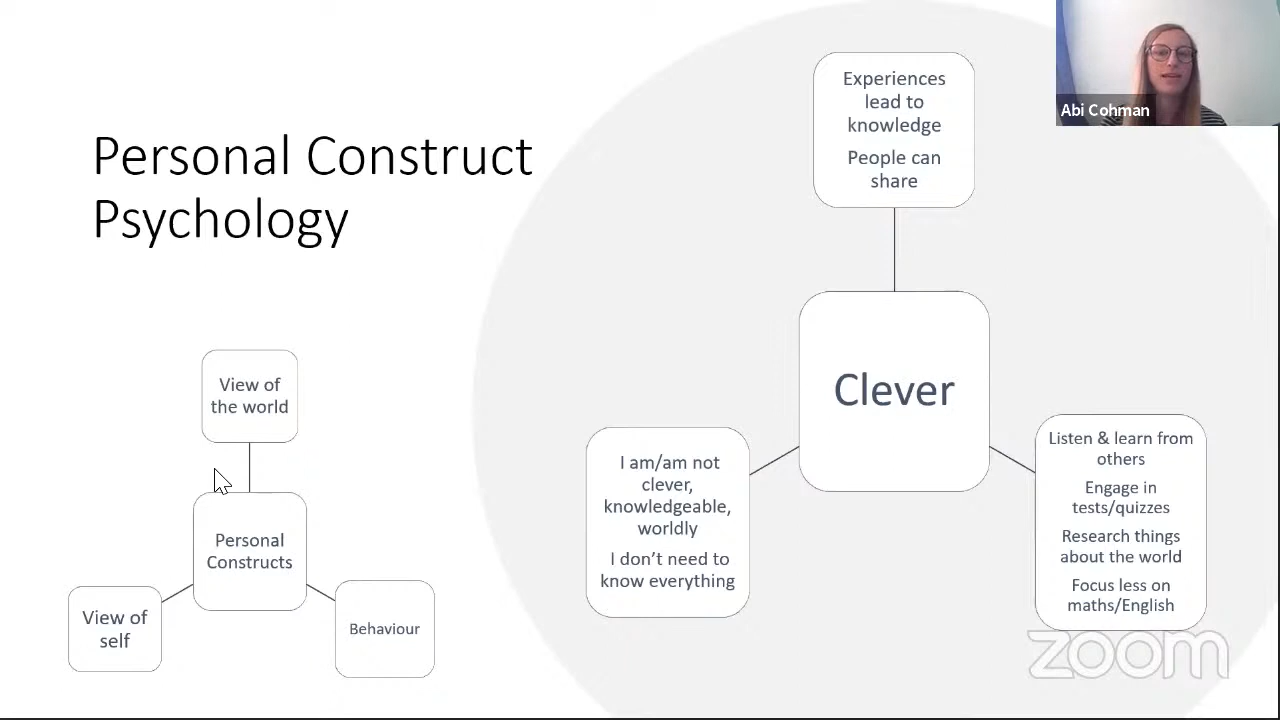 Personal Construct
Psychology
View of
the world
Personal
Constructs
View of
self
Behaviour
Experiences
lead to
knowledge
People can
share
Clever
I am/am not
clever,
knowledgeable,
worldly
I don’t need to
know everything
Listen & learn from
others
Engage in
tests/quizzes
Research things
about the world
Focus less on
maths/English
Abi Cohman
zoom